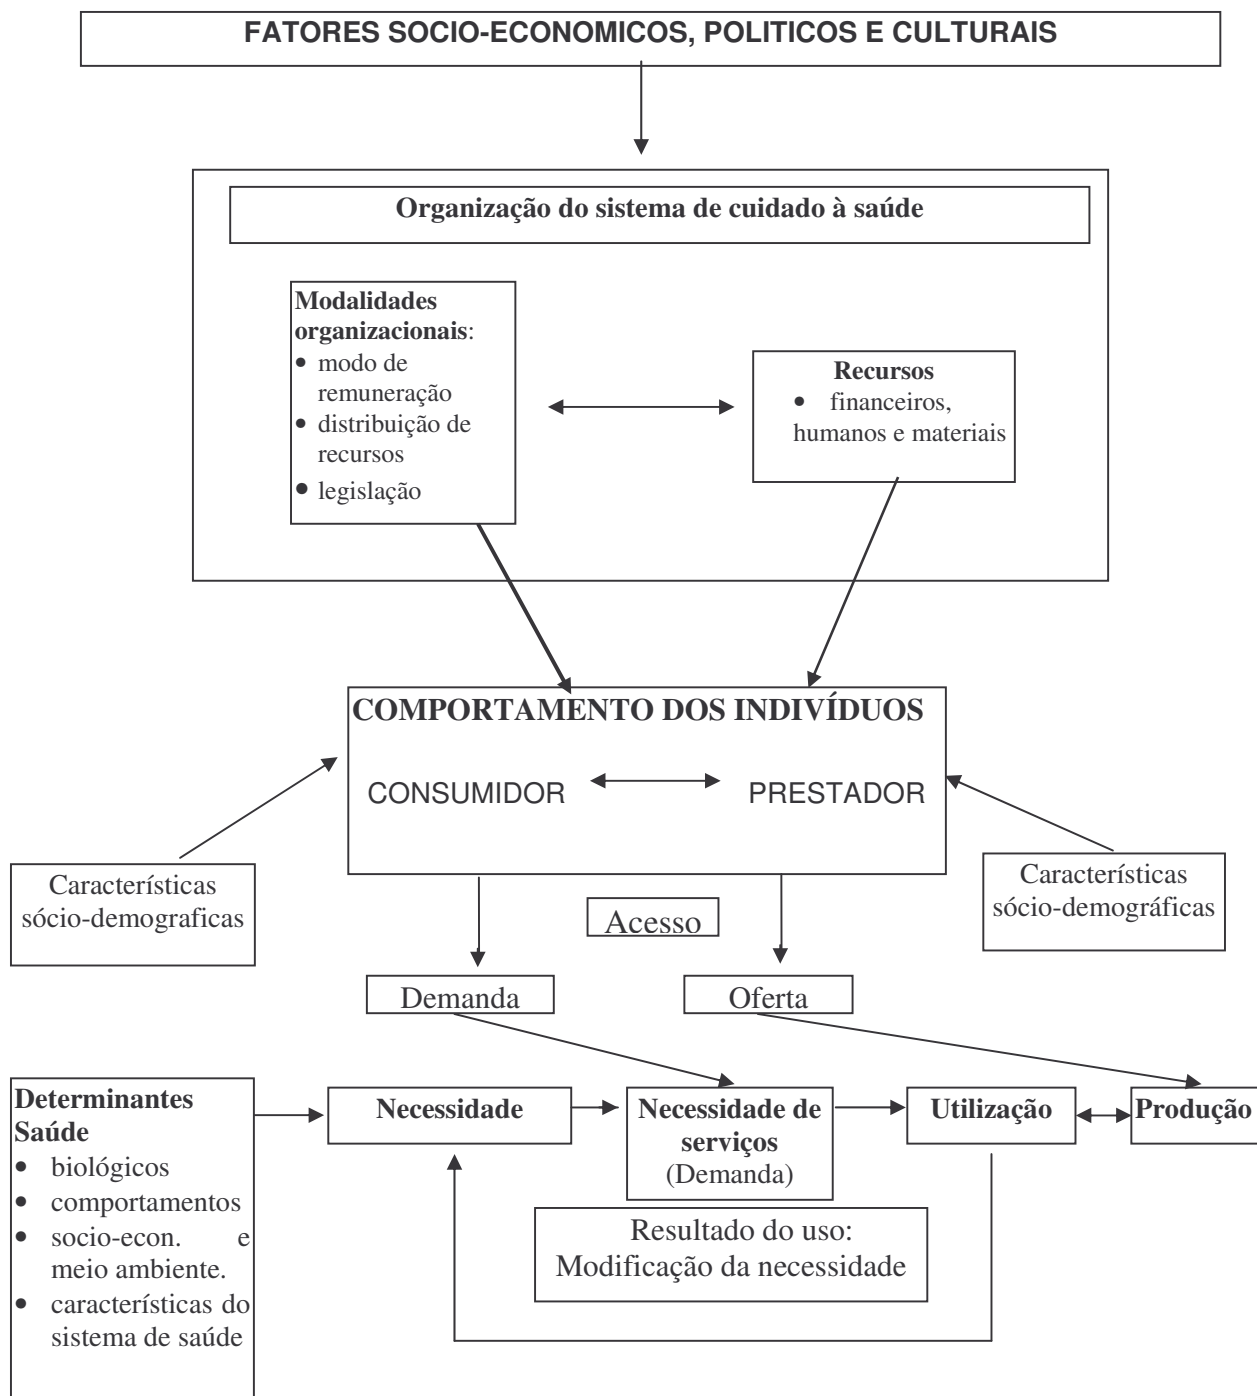 FATORES SOCIO-ECONOMICOS, POLITICOS E CULTURAIS
Organização do sistema de cuidado à saúde
Modalidades
organizacionais:
• modo de
remuneração
• distribuição de
recursos
• legislação
Recursos
• financeiros,
humanos e materiais
COMPORTAMENTO DOS INDIVÍDUOS
CONSUMIDOR
PRESTADOR
Características
sócio-demograficas
Características
sócio-demográficas
Acesso
Demanda
Oferta
Determinantes
Saúde
• biológicos
• comportamentos
• socio-econ. e
meio ambiente.
• características do
sistema de saúde
Necessidade
Necessidade de
serviços
(Demanda)
Utilização
Produção
Resultado do uso:
Modificação da necessidade